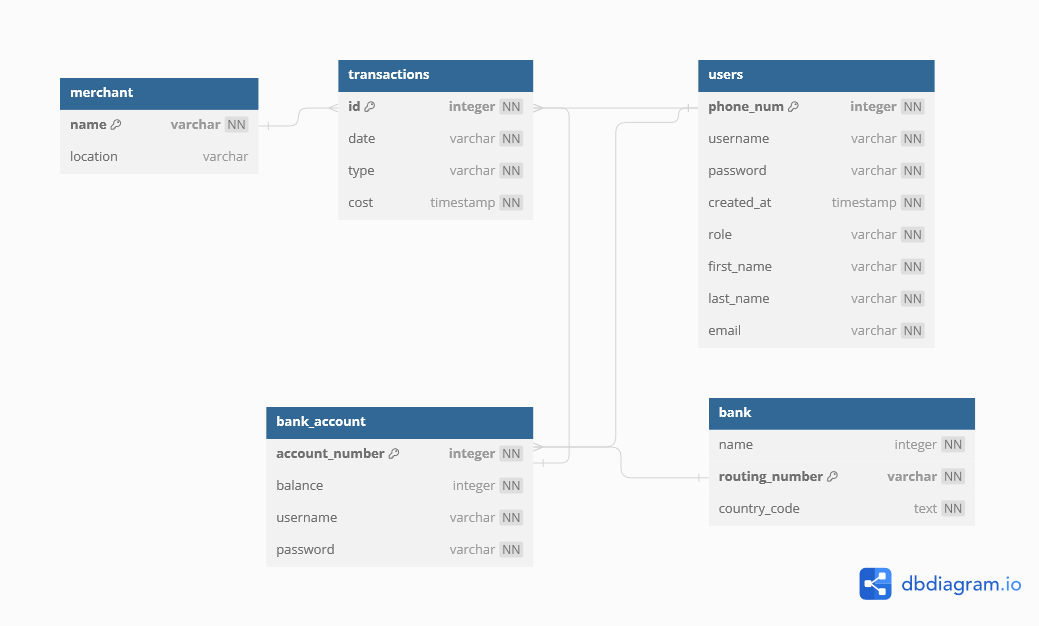 merchant
name varchar NN
location varchar
transactions
id integer NN
date varchar NN
type varchar NN
cost timestamp NN
users
phone_num integer NN
username varchar NN
password varchar NN
created_at timestamp NN
role varchar NN
first_name varchar NN
last_name varchar NN
email varchar NN
bank_account
account_number integer NN
balance integer NN
username varchar NN
password varchar NN
bank
name integer NN
routing_number varchar NN
country_code text NN
dbdiagram.io